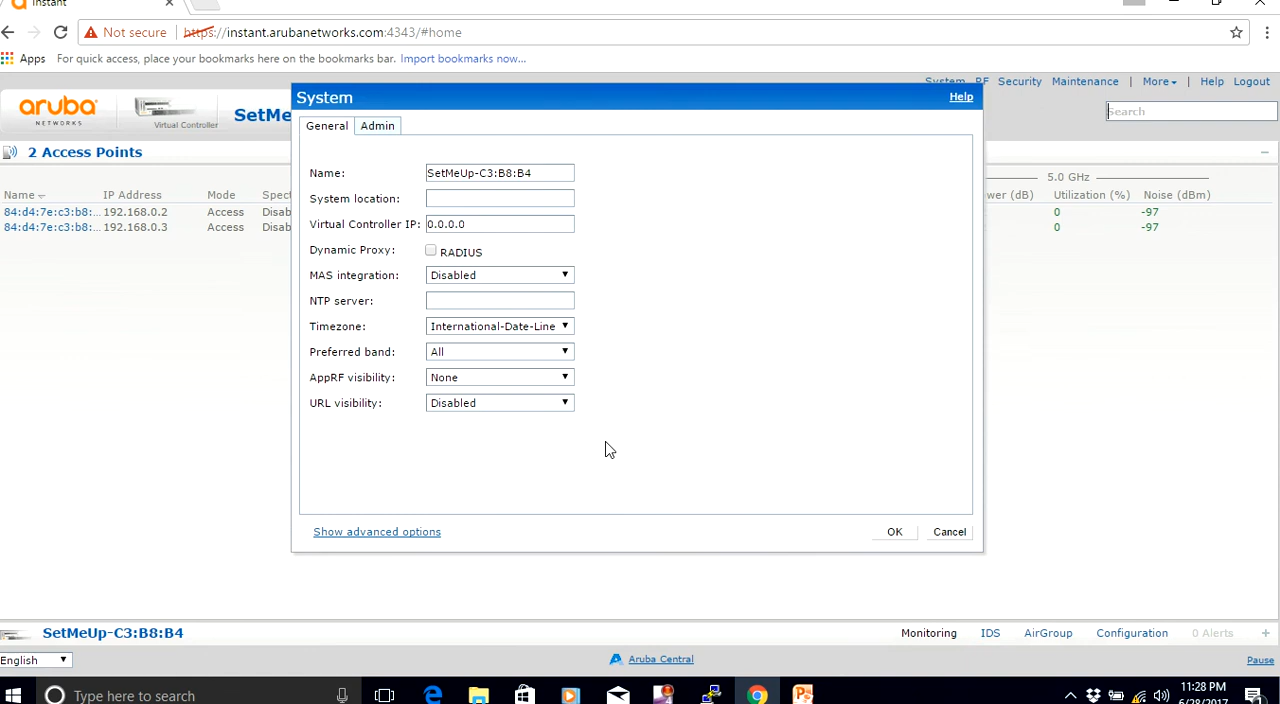 Instant
Not secure https://instant.arubanetworks.com:4343/#home
Apps For quick access, place your bookmarks here on the bookmarks bar. Import bookmarks now...
System RF Security Maintenance | More | Help | Logout
aruba
NETWORKS
Virtual Controller
SetMe
Search
2 Access Points
Name IP Address Mode Spect
84:d4:7e:c3:b8:... 192.168.0.2 Access Disab
84:d4:7e:c3:b8:... 192.168.0.3 Access Disab
System Help
General Admin
Name: SetMeUp-C3:B8:B4
System location:
Virtual Controller IP: 0.0.0.0
Dynamic Proxy: RADIUS
MAS integration: Disabled
NTP server:
Timezone: International-Date-Line
Preferred band: All
AppRF visibility: None
URL visibility: Disabled
Show advanced options OK Cancel
5.0 GHz
wer (dB) Utilization (%) Noise (dBm)
0 -97
0 -97
SetMeUp-C3:B8:B4 Monitoring IDS AirGroup Configuration 0 Alerts +
English Aruba Central Pause
Type here to search
11:28 PM
6/28/2017